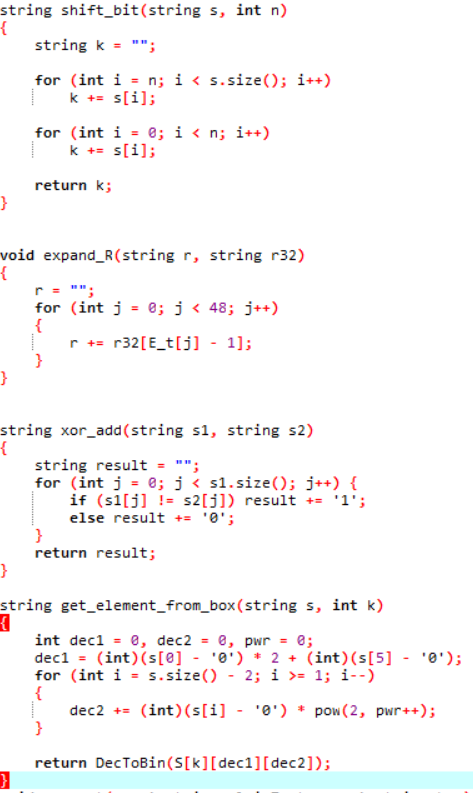 string shift_bit(string s, int n)
{
    string k = "";

    for (int i = n; i < s.size(); i++)
        k += s[i];

    for (int i = 0; i < n; i++)
        k += s[i];

    return k;
}


void expand_R(string r, string r32)
{
    r = "";
    for (int j = 0; j < 48; j++)
    {
        r += r32[E_t[j] - 1];
    }
}


string xor_add(string s1, string s2)
{
    string result = "";
    for (int j = 0; j < s1.size(); j++) {
        if (s1[j] != s2[j]) result += '1';
        else result += '0';
    }
    return result;
}

string get_element_from_box(string s, int k)
{
    int dec1 = 0, dec2 = 0, pwr = 0;
    dec1 = (int)(s[0] - '0') * 2 + (int)(s[5] - '0');
    for (int i = s.size() - 2; i >= 1; i--)
    {
        dec2 += (int)(s[i] - '0') * pow(2, pwr++);
    }

    return DecToBin(S[k][dec1][dec2]);
}